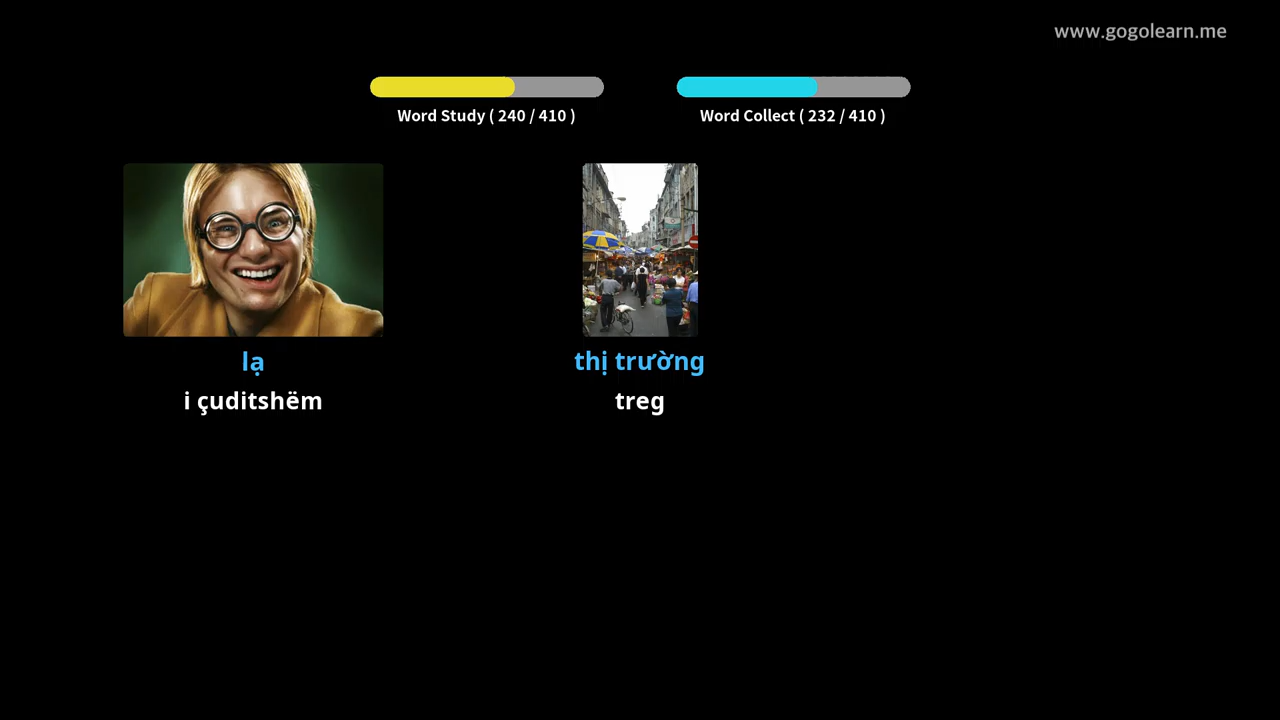 www.gogolearn.me
Word Study ( 240 / 410 )
Word Collect ( 232 / 410 )
lạ
thị trường
i çuditshëm
treg